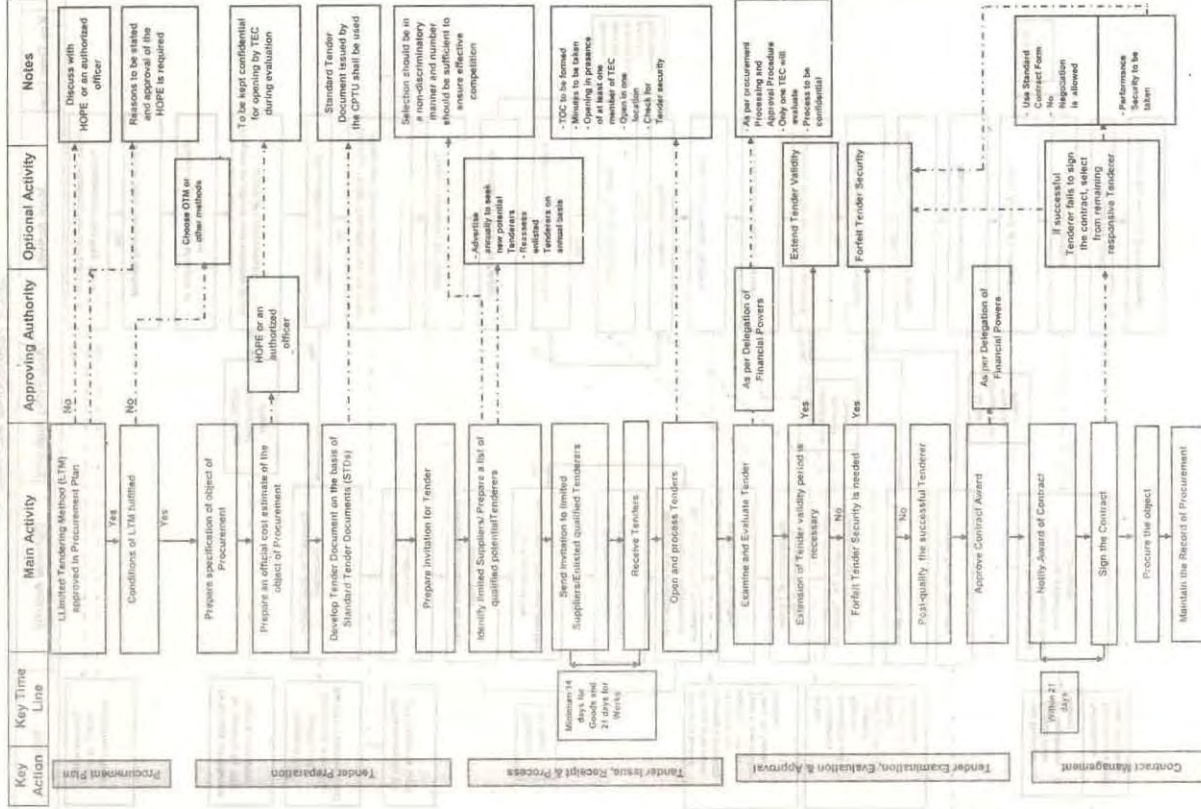 Key
Action
Key Time
Line
Main Activity
Approving Authority
Optional Activity
Notes
Procurement Plan
LLimited Tendering Method (LTM)
approved in Procurement Plan
No
Yes
Discuss with
HOPE or an authorized
officer
Reasons to be stated
and approval of the
HOPE is required
Conditions of LTM fulfilled
No
Yes
Choose OTM or
other methods
Tender Preparation
Prepare specification of object of
Procurement
Prepare an official cost estimate of the
object of Procurement
HOPE or an
authorized
officer
To be kept confidential
for opening by TEC
during evaluation
Develop Tender Document on the basis of
Standard Tender Documents (STDs)
Standard Tender
Document issued by
the CPTU shall be used
Prepare Invitation for Tender
Tender Issue, Receipt & Process
Identify limited Suppliers/ Prepare a list of
qualified potentialTenderers
- Advertise
annually to seek
new potential
Tenderers
- Reassess
enlisted
Tenderers on
annual basis
Selection should be in
a non-discriminatory
manner and number
should be sufficient to
ensure effective
competition
Minimum 14
days for
Goods and
21 days for
Works
Send Invitation to limited
Suppliers/Enlisted qualified Tenderers
Receive Tenders
Open and process Tenders
- TOC to be formed
- Minutes to be taken
- Opening in presence
of at least one
member of TEC
- Open in one
location
- Check for
Tender security
Tender Examination, Evaluation & Approval
Examine and Evaluate Tender
As per Delegation of
Financial Powers
- As per procurement
Processing and
Approval Procedure
- Only one TEC will
evaluate
- Process to be
confidential
Extension of Tender validity period is
necessary
Yes
No
Extend Tender Validity
Forfeit Tender Security is needed
Yes
No
Forfeit Tender Security
Post-qualify the successful Tenderer
Approve Contract Award
As per Delegation of
Financial Powers
Contract Management
Within 21
days
Notify Award of Contract
Sign the Contract
If successful
Tenderer fails to sign
the contract, select
from remaining
responsive Tenderer
- Use Standard
Contract Form
- No
Negotiation
is allowed
- Performance
Security to be
taken
Procure the object
Maintain the Record of Procurement